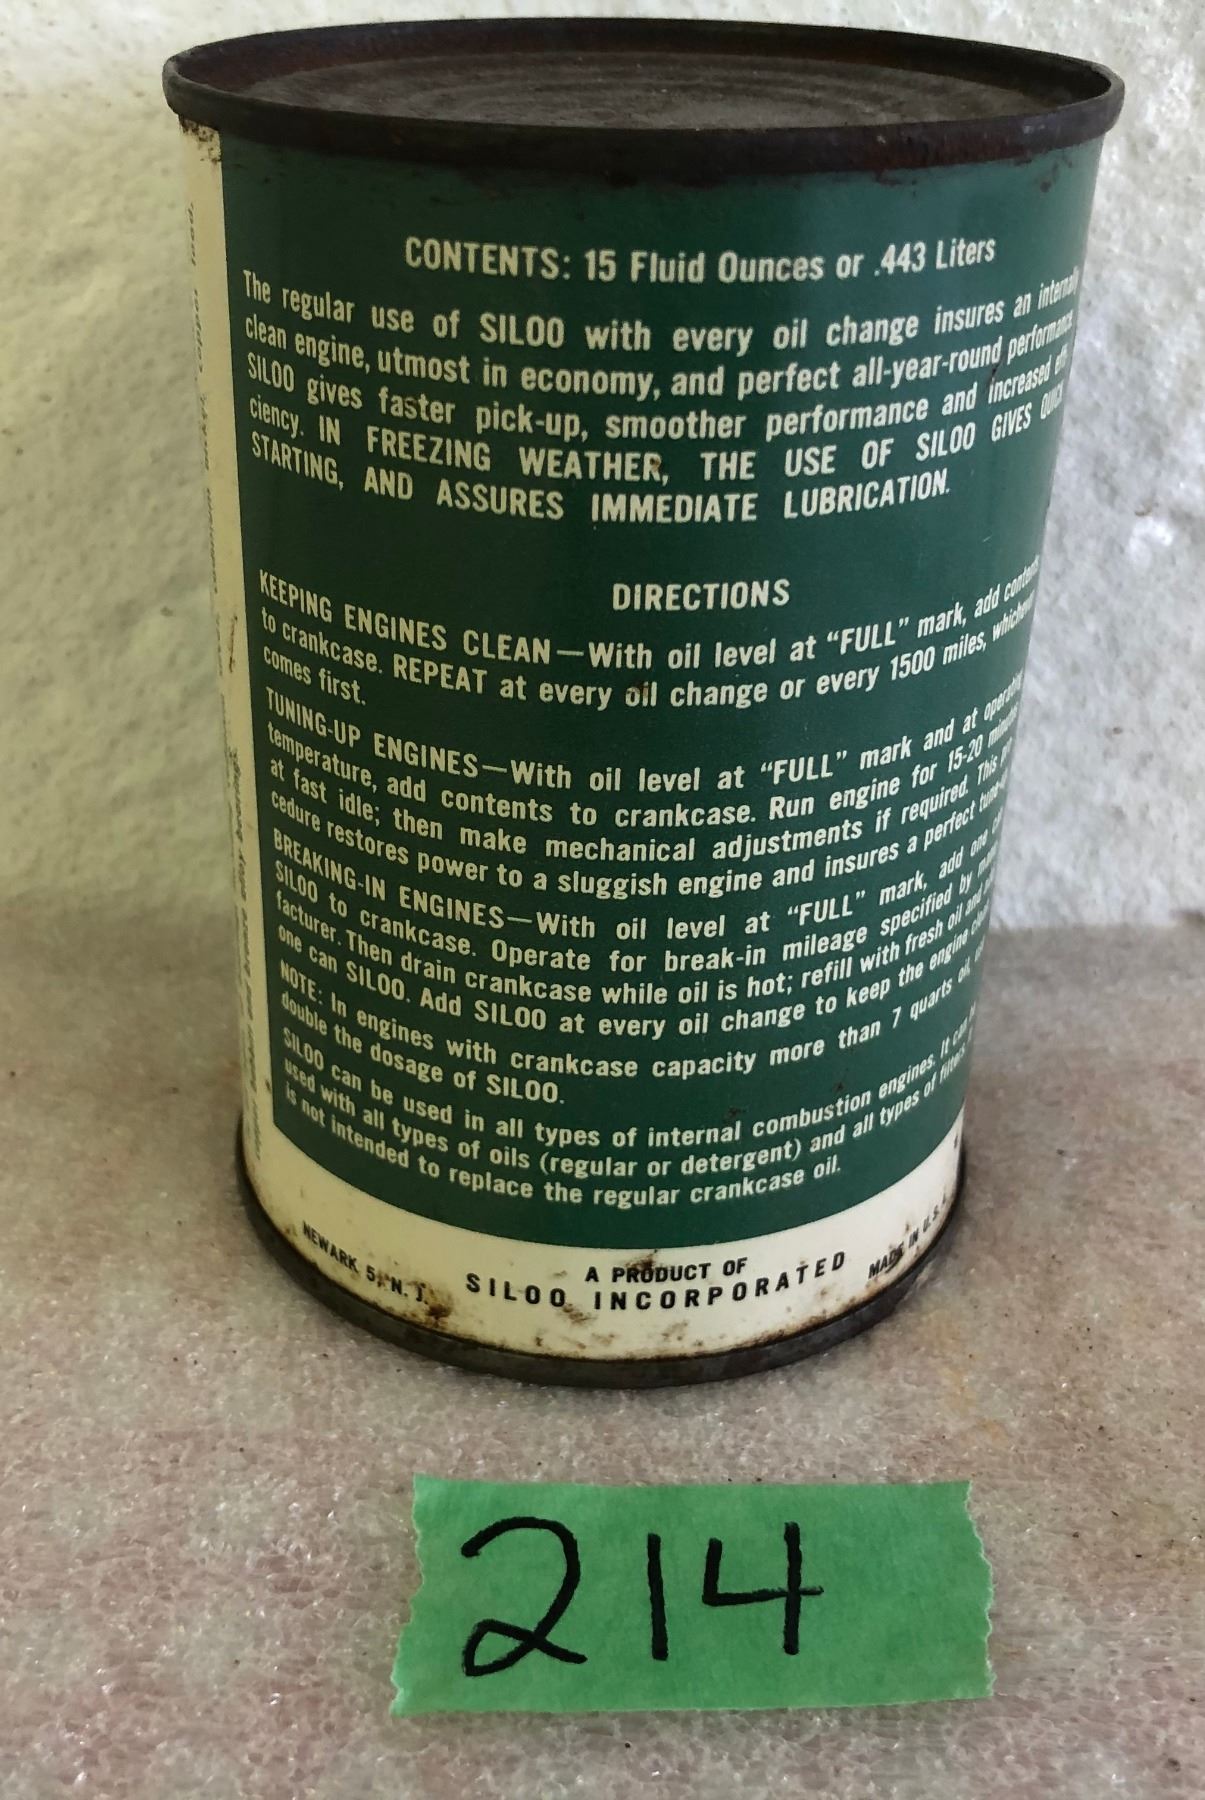 CONTENTS: 15 Fluid Ounces or .443 Liters
The regular use of SILOO with every oil change insures an internally
clean engine, utmost in economy, and perfect all-year-round performance.
SILOO gives faster pick-up, smoother performance and increased effi-
ciency. IN FREEZING WEATHER, THE USE OF SILOO GIVES QUICK
STARTING, AND ASSURES IMMEDIATE LUBRICATION.
DIRECTIONS
KEEPING ENGINES CLEAN—With oil level at "FULL" mark, add contents
to crankcase. REPEAT at every oil change or every 1500 miles, whichever
comes first.
TUNING-UP ENGINES—With oil level at "FULL" mark and at operating
temperature, add contents to crankcase. Run engine for 15-20 minutes
at fast idle; then make mechanical adjustments if required. This pro-
cedure restores power to a sluggish engine and insures a perfect tune-
BREAKING-IN ENGINES—With oil level at "FULL" mark, add one can
SILOO to crankcase. Operate for break-in mileage specified by manu-
facturer. Then drain crankcase while oil is hot; refill with fresh oil and
one can SILOO. Add SILOO at every oil change to keep the engine clean.
NOTE: In engines with crankcase capacity more than 7 quarts oil,
double the dosage of SILOO.
SILOO can be used in all types of internal combustion engines. It can be
used with all types of oils (regular or detergent) and all types of filters.
is not intended to replace the regular crankcase oil.
NEWARK 5, N. J.
A PRODUCT OF
SILOO INCORPORATED
MADE IN U.S.
214